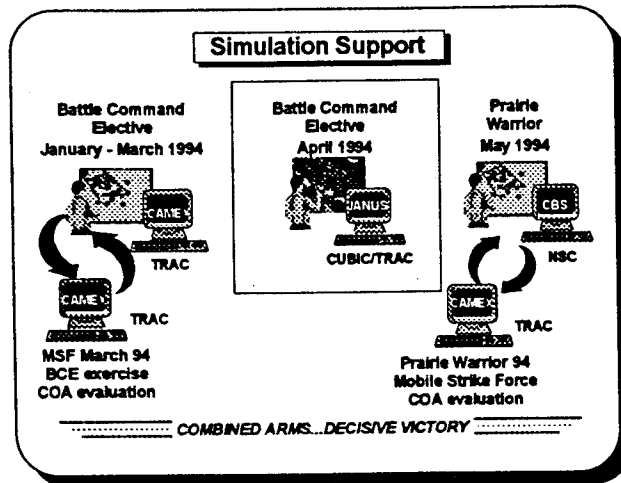 Simulation Support
Battle Command
Elective
January - March 1994
CAMEX
TRAC
CAMEX
TRAC
MSF March 94
BCE exercise
COA evaluation
Battle Command
Elective
April 1994
JANUS
CUBIC/TRAC
Prairie
Warrior
May 1994
CBS
NSC
CAMEX
TRAC
Prairie Warrior 94
Mobile Strike Force
COA evaluation
COMBINED ARMS...DECISIVE VICTORY